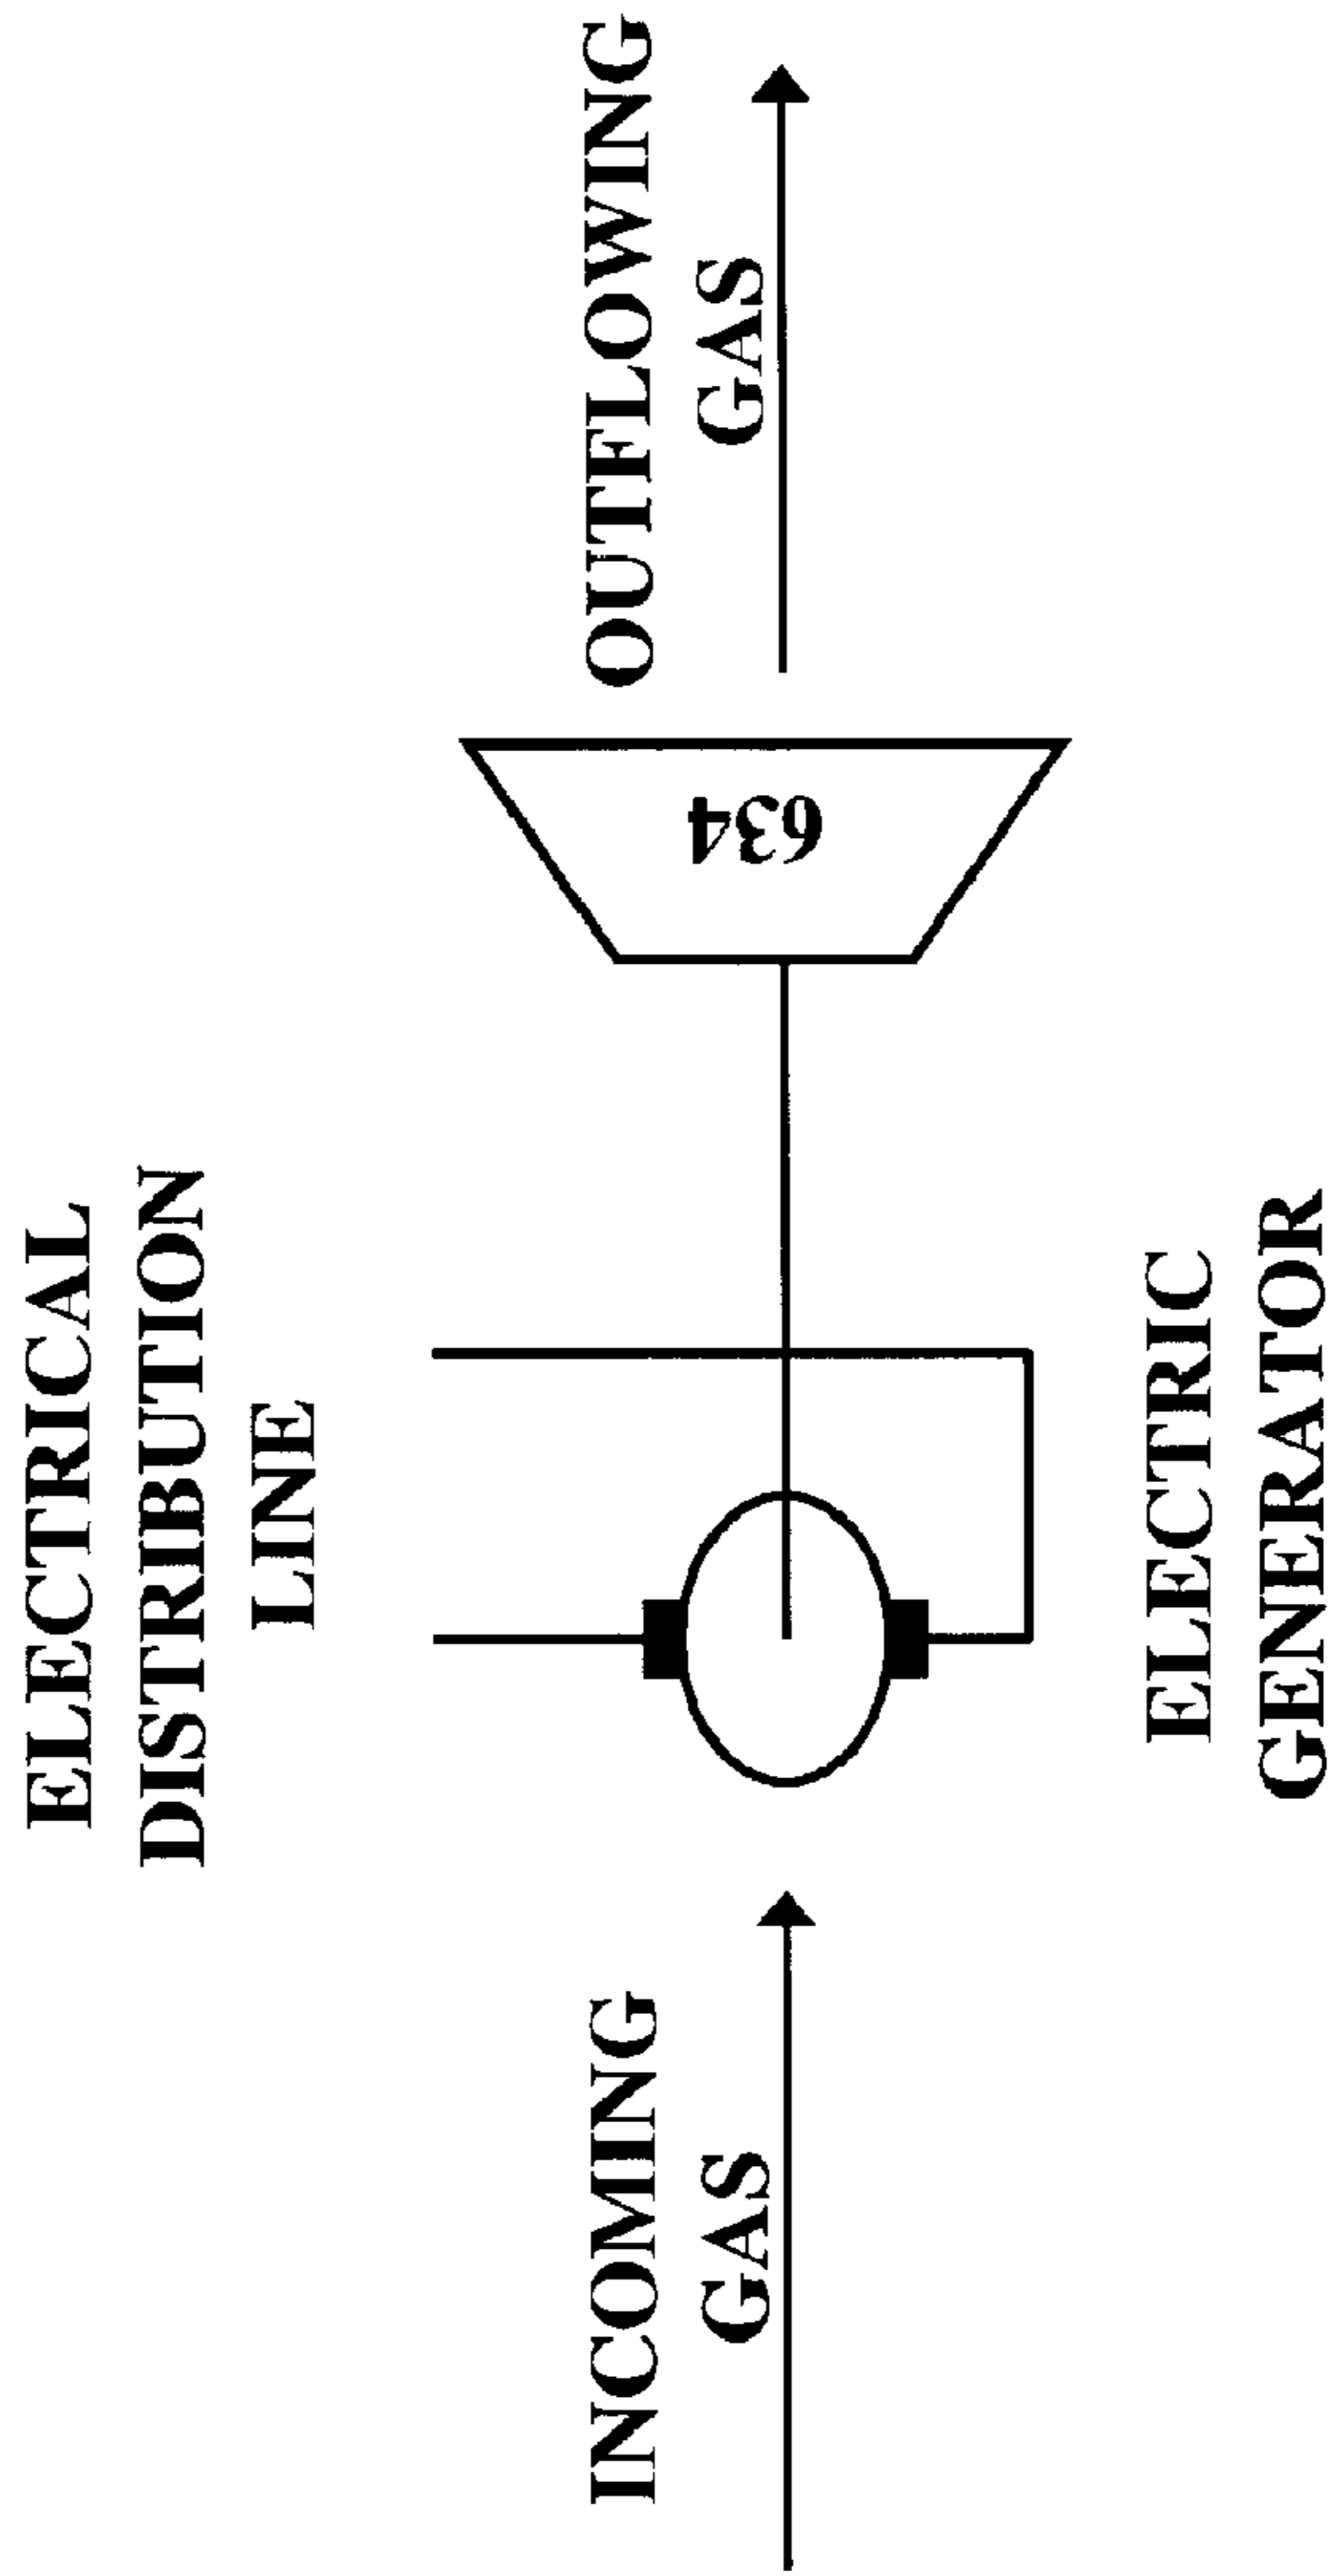 ELECTRICAL
DISTRIBUTION
LINE
INCOMING
GAS
634
OUTFLOWING
GAS
ELECTRIC
GENERATOR